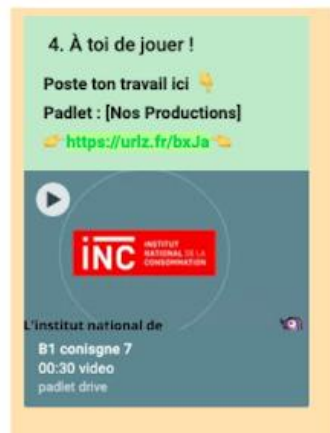 4. À toi de jouer !
Poste ton travail ici 👇
Padlet : [Nos Productions]
👉 https://urlz.fr/bxJa 👈
iNC INSTITUT
NATIONAL DE LA
CONSOMMATION
L'institut national de
B1 conisgne 7
00:30 video
padlet drive